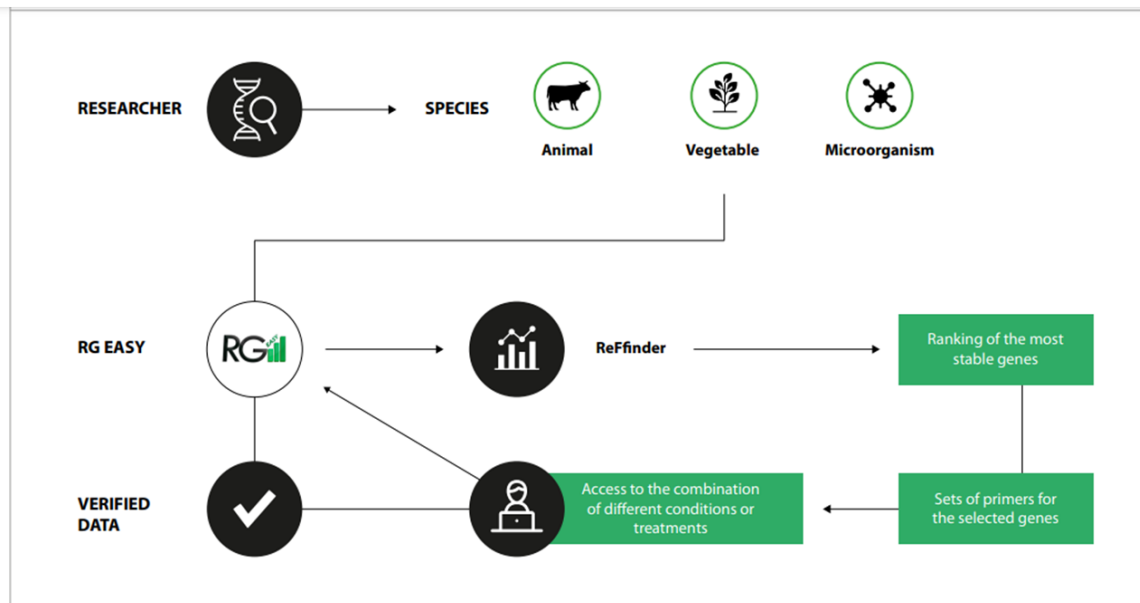 RESEARCHER
SPECIES
Animal
Vegetable
Microorganism
RG EASY
RG EASY
ReFfinder
Ranking of the most
stable genes
VERIFIED
DATA
Access to the combination
of different conditions or
treatments
Sets of primers for
the selected genes